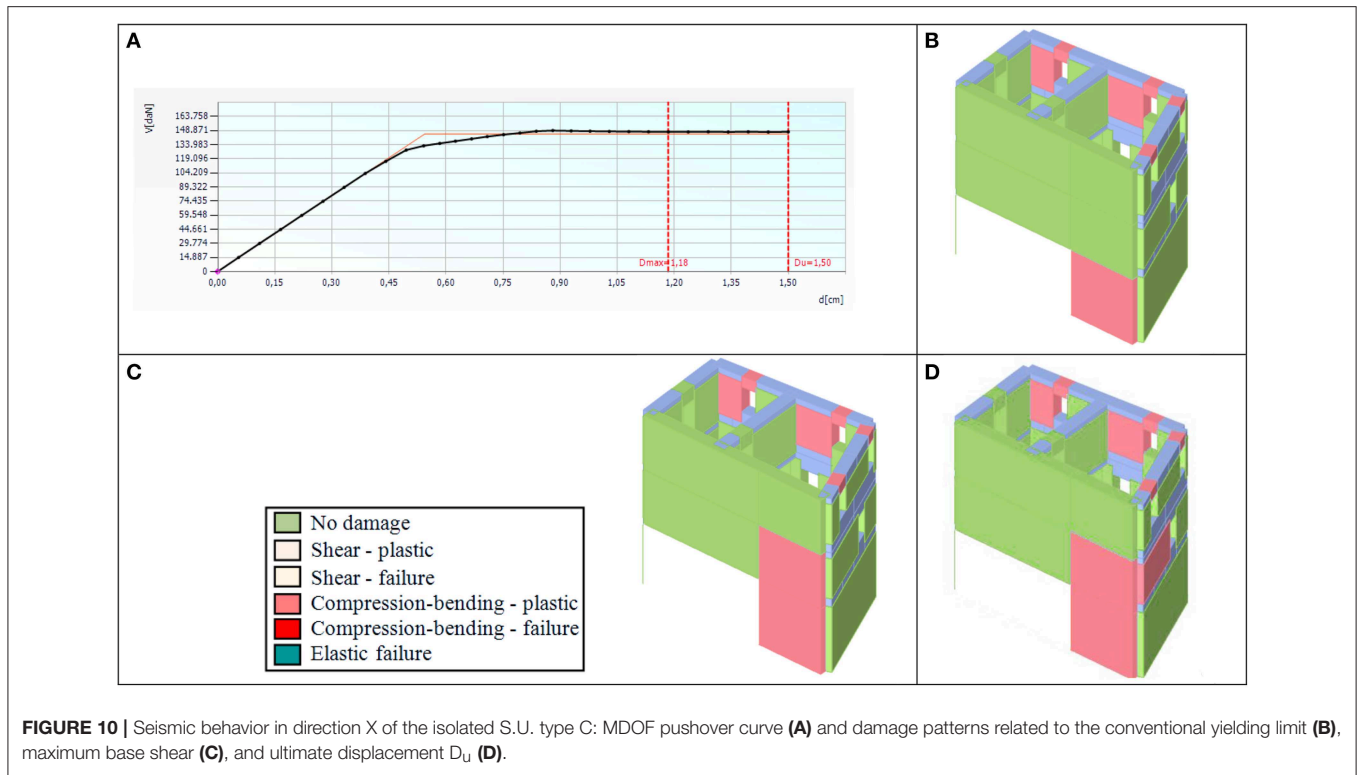 A
V[daN]
163.758
148.871
133.983
119.096
104.209
89.322
74.435
59.548
44.661
29.774
14.887
0
0,00 0,15 0,30 0,45 0,60 0,75 0,90 1,05 1,20 1,35 1,50
Dmax=1,18
Du=1,50
d[cm]
B
C
No damage
Shear - plastic
Shear - failure
Compression-bending - plastic
Compression-bending - failure
Elastic failure
D
FIGURE 10 | Seismic behavior in direction X of the isolated S.U. type C: MDOF pushover curve (A) and damage patterns related to the conventional yielding limit (B),
maximum base shear (C), and ultimate displacement Du (D).